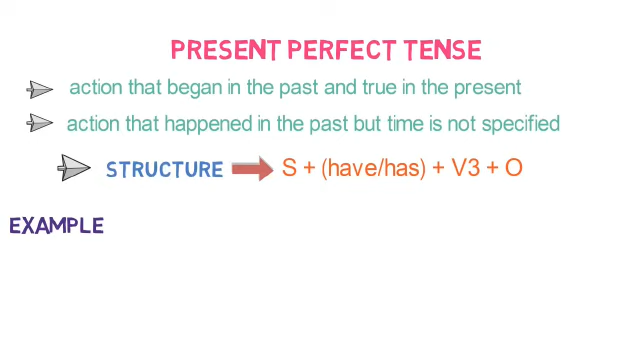 PRESENT PERFECT TENSE
action that began in the past and true in the present
action that happened in the past but time is not specified
STRUCTURE S + (have/has) + V3 + O
EXAMPLE